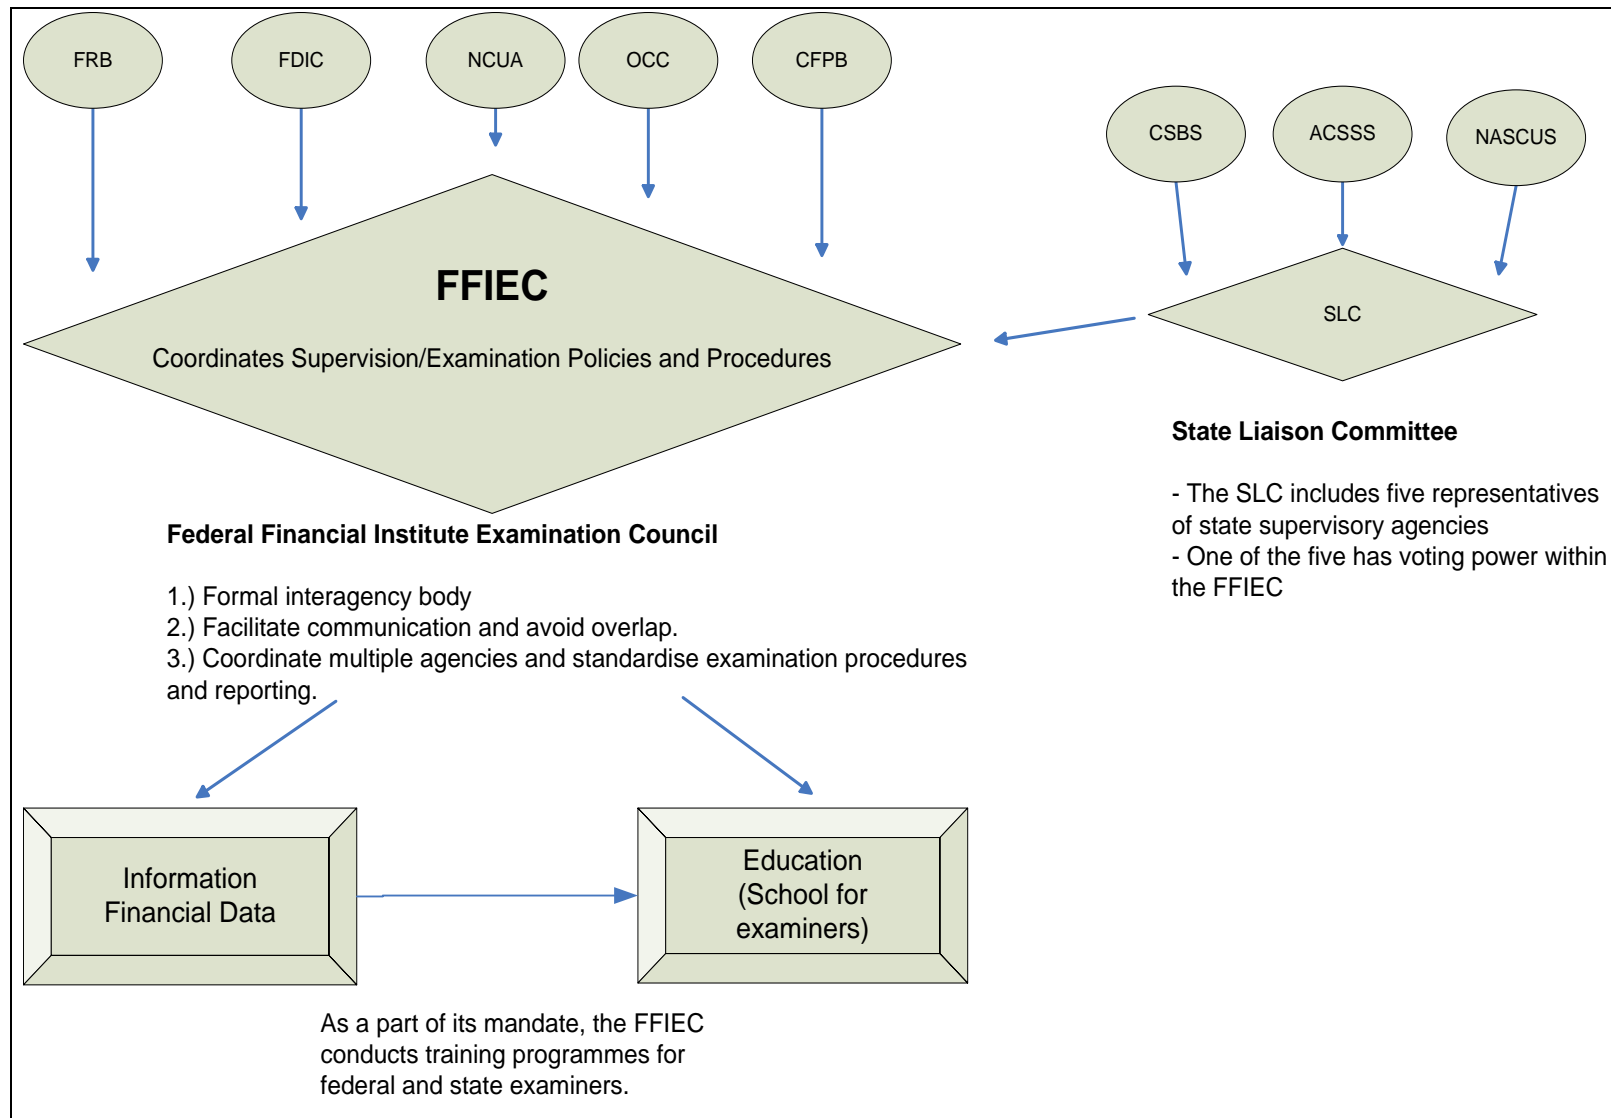 FRB
FDIC
NCUA
OCC
CFPB
CSBS
ACSSS
NASCUS
FFIEC
Coordinates Supervision/Examination Policies and Procedures
SLC
State Liaison Committee
- The SLC includes five representatives
of state supervisory agencies
- One of the five has voting power within
the FFIEC
Federal Financial Institute Examination Council
1.) Formal interagency body
2.) Facilitate communication and avoid overlap.
3.) Coordinate multiple agencies and standardise examination procedures
and reporting.
Information
Financial Data
Education
(School for
examiners)
As a part of its mandate, the FFIEC
conducts training programmes for
federal and state examiners.